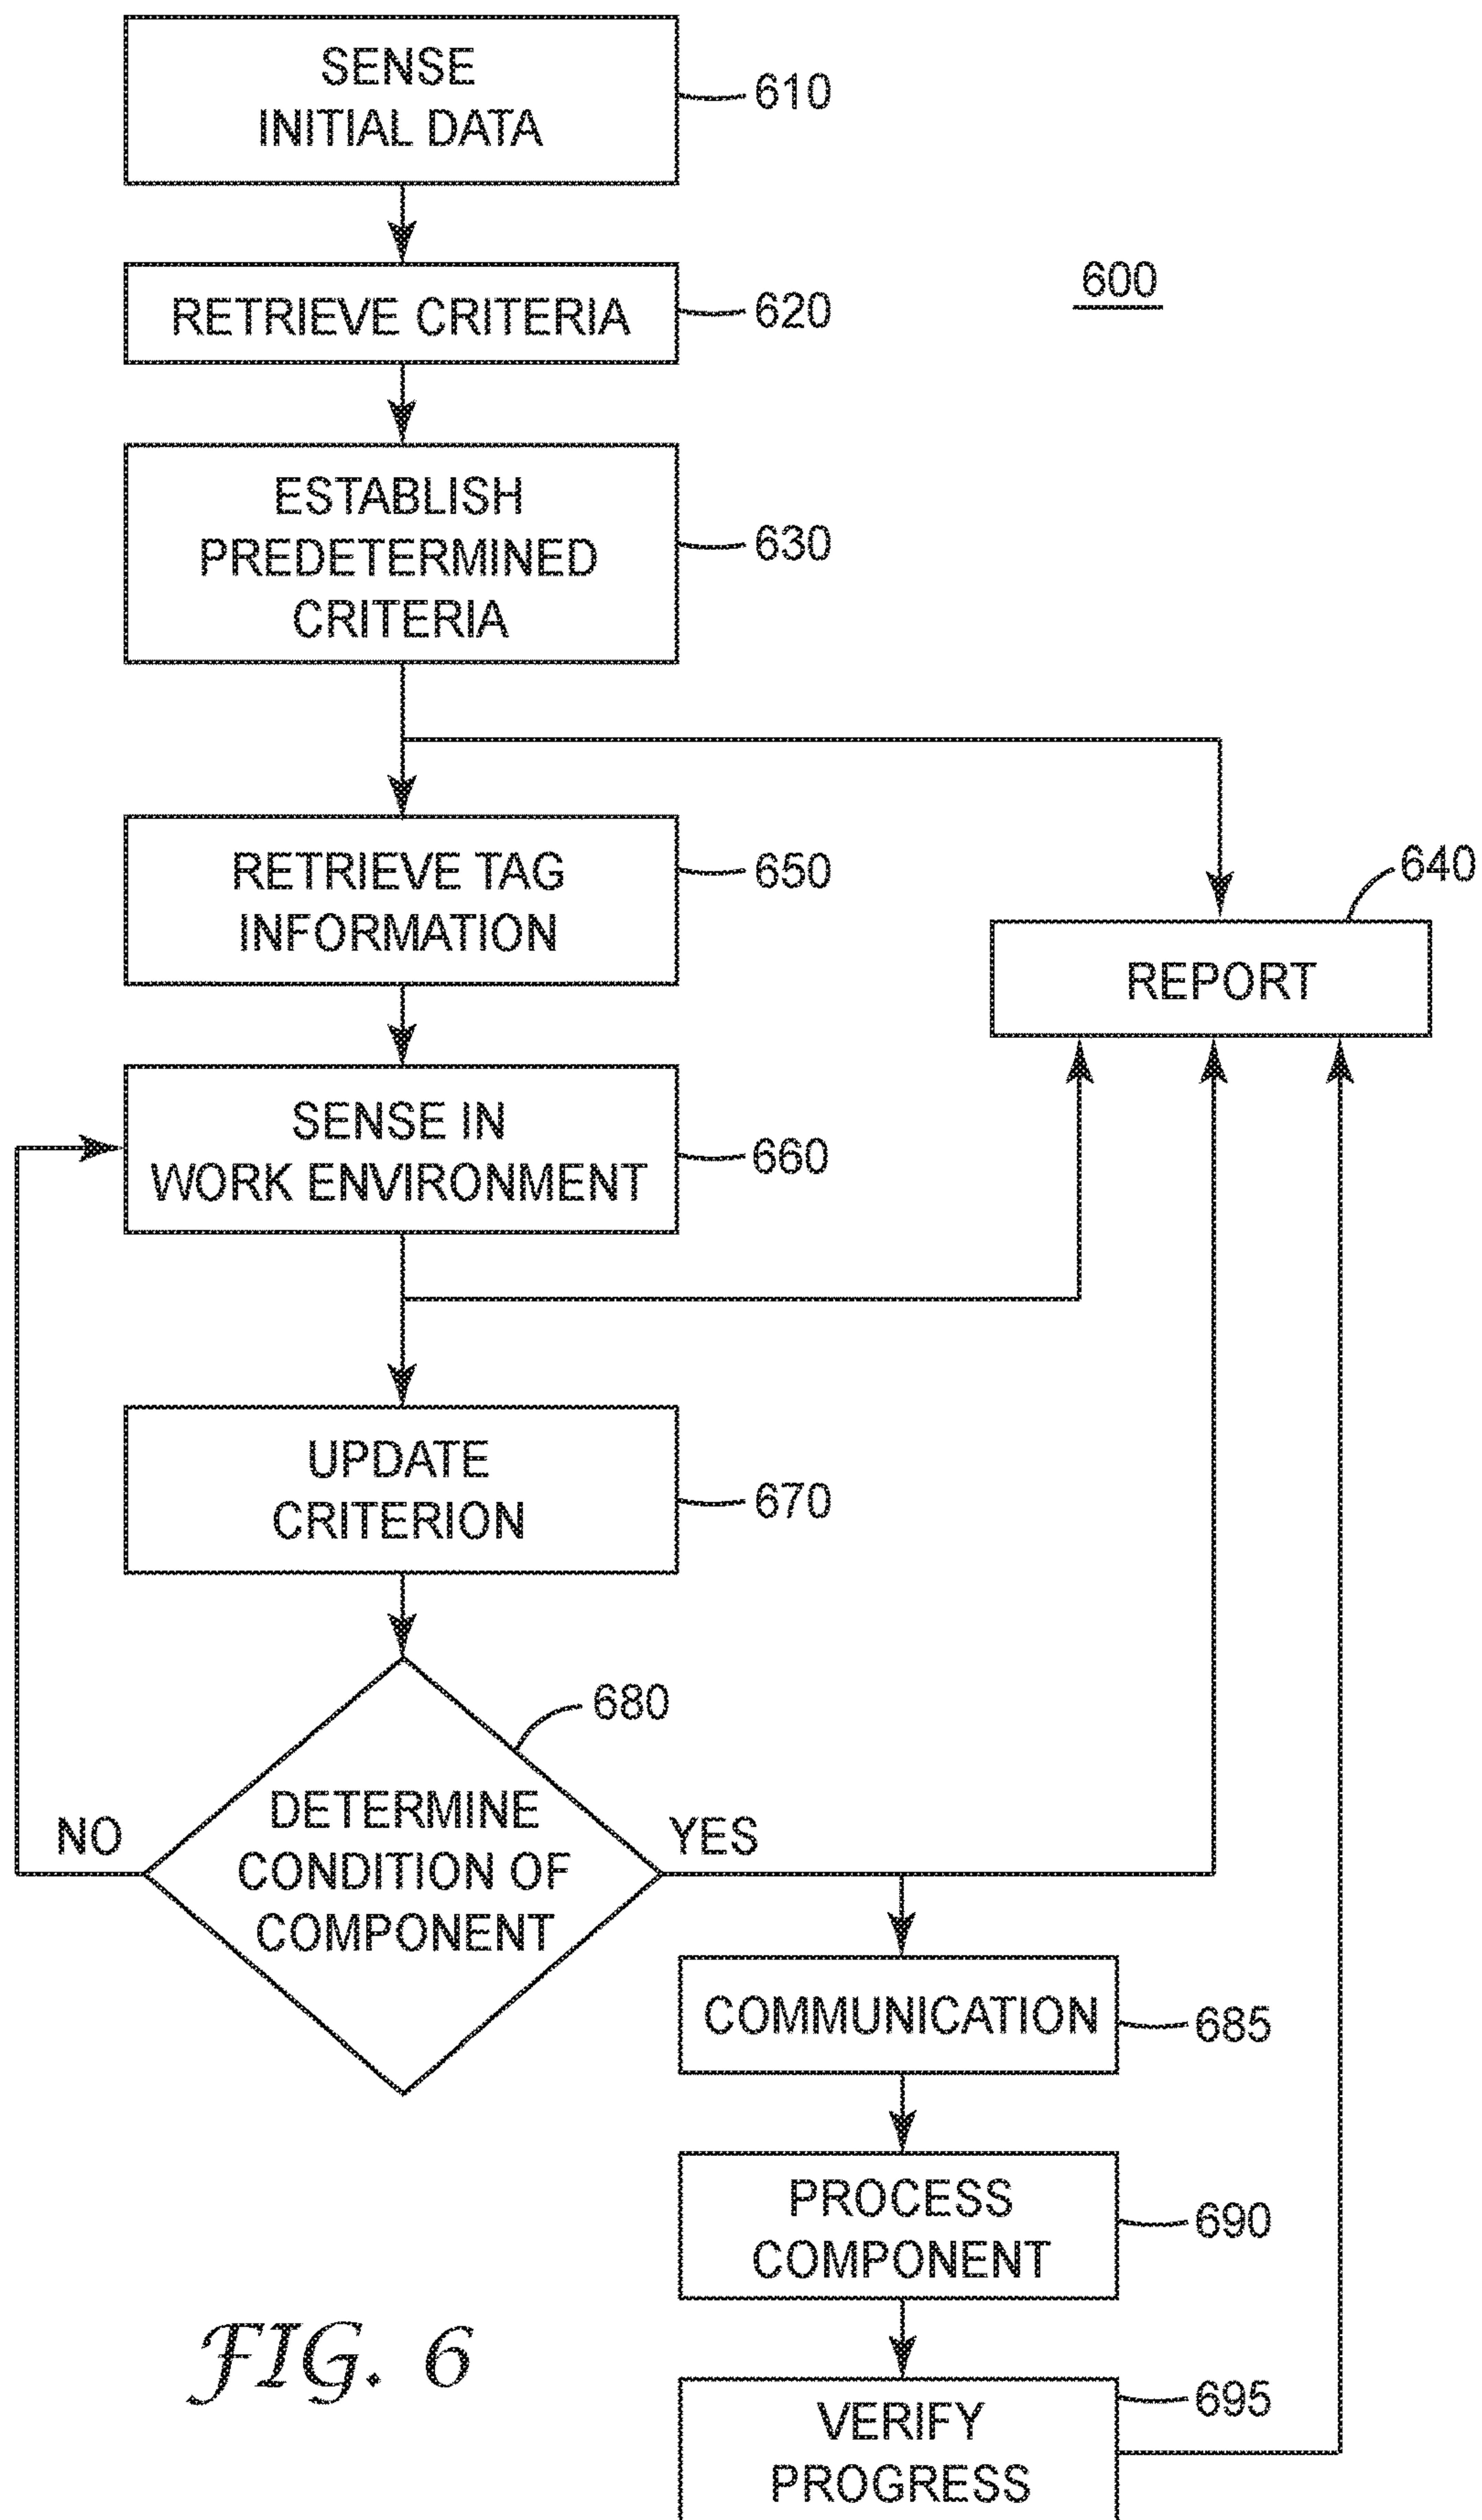 SENSE
INITIAL DATA
610
RETRIEVE CRITERIA
620
600
ESTABLISH
PREDETERMINED
CRITERIA
630
RETRIEVE TAG
INFORMATION
650
640
REPORT
SENSE IN
WORK ENVIRONMENT
660
UPDATE
CRITERION
670
680
DETERMINE
CONDITION OF
COMPONENT
NO
YES
COMMUNICATION
685
PROCESS
COMPONENT
690
VERIFY
PROGRESS
695
FIG. 6